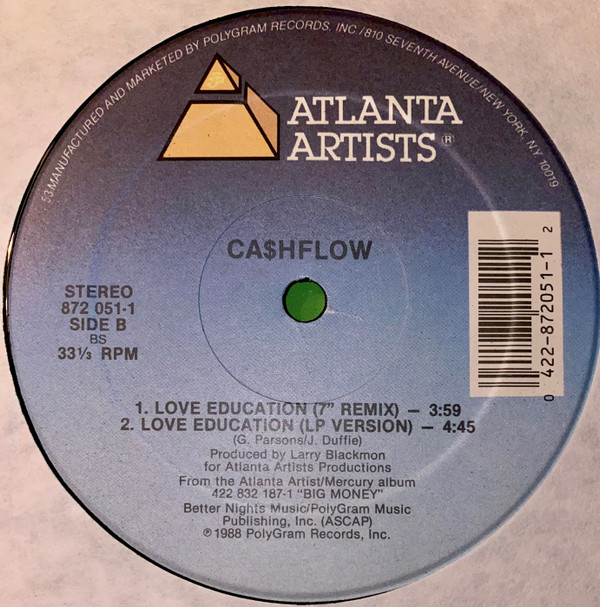 53-MANUFACTURED AND MARKETED BY POLYGRAM RECORDS, INC /810 SEVENTH AVENUE/NEW YORK, N.Y. 10019
ATLANTA
ARTISTS®
CA$HFLOW
STEREO
872 051-1
SIDE B
BS
33⅓ RPM
0 422-872051-1 2
1. LOVE EDUCATION (7" REMIX) — 3:59
2. LOVE EDUCATION (LP VERSION) — 4:45
(G. Parsons/J. Duffie)
Produced by Larry Blackmon
for Atlanta Artists Productions
From the Atlanta Artist/Mercury album
422 832 187-1 "BIG MONEY"
Better Nights Music/PolyGram Music
Publishing, Inc. (ASCAP)
℗1988 PolyGram Records, Inc.